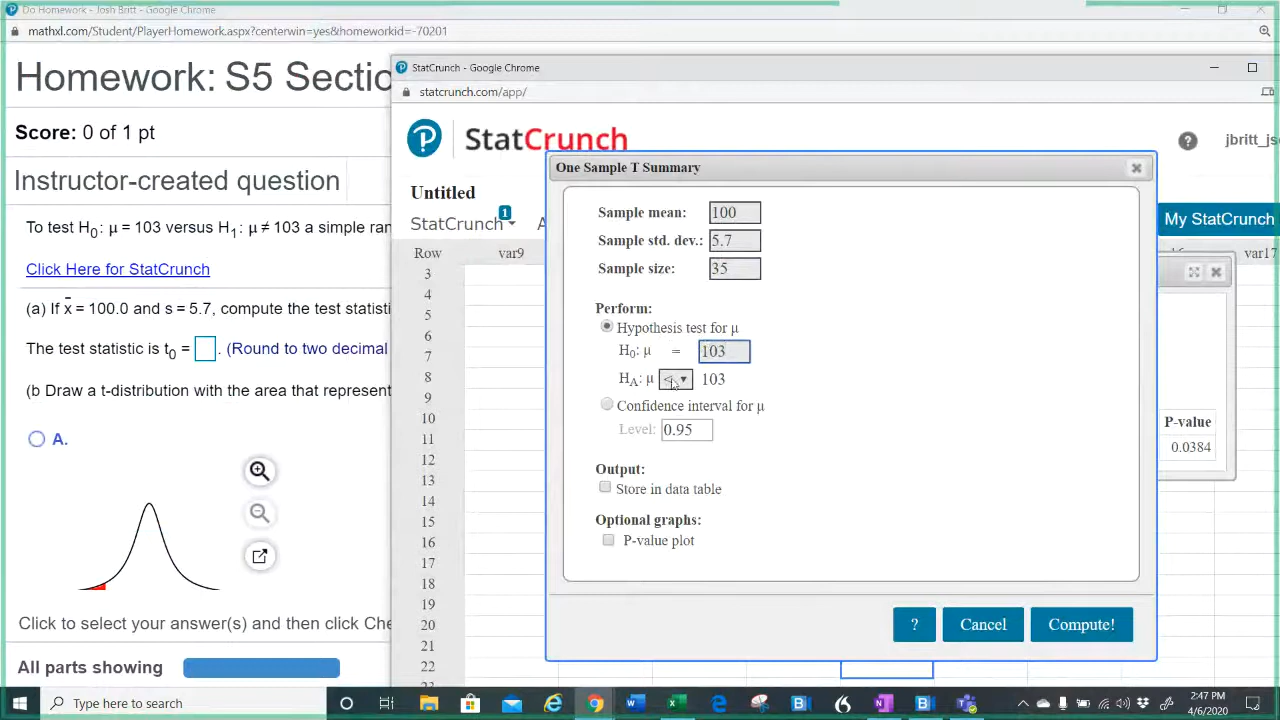 Do Homework - Josh Britt - Google Chrome
mathxl.com/Student/PlayerHomework.aspx?centerwin=yes&homeworkid=-70201
Homework: S5 Sectio
Score: 0 of 1 pt
Instructor-created question
To test H0: μ = 103 versus H1: μ ≠ 103 a simple ran
Click Here for StatCrunch
(a) If x̄ = 100.0 and s = 5.7, compute the test statisti
The test statistic is t0 = . (Round to two decimal
(b Draw a t-distribution with the area that represent
A.
Click to select your answer(s) and then click Che
All parts showing
StatCrunch - Google Chrome
statcrunch.com/app/
StatCrunch
jbritt_js
Untitled
StatCrunch 1
My StatCrunch
Row var9 var17
3
4
5
6
7
8
9
10
11
12
13
14
15
16
17
18
19
20
21
22
P-value
0.0384
One Sample T Summary
Sample mean: 100
Sample std. dev.: 5.7
Sample size: 35
Perform:
Hypothesis test for μ
H0: μ = 103
HA: μ < 103
Confidence interval for μ
Level: 0.95
Output:
Store in data table
Optional graphs:
P-value plot
? Cancel Compute!
Type here to search
2:47 PM
4/6/2020